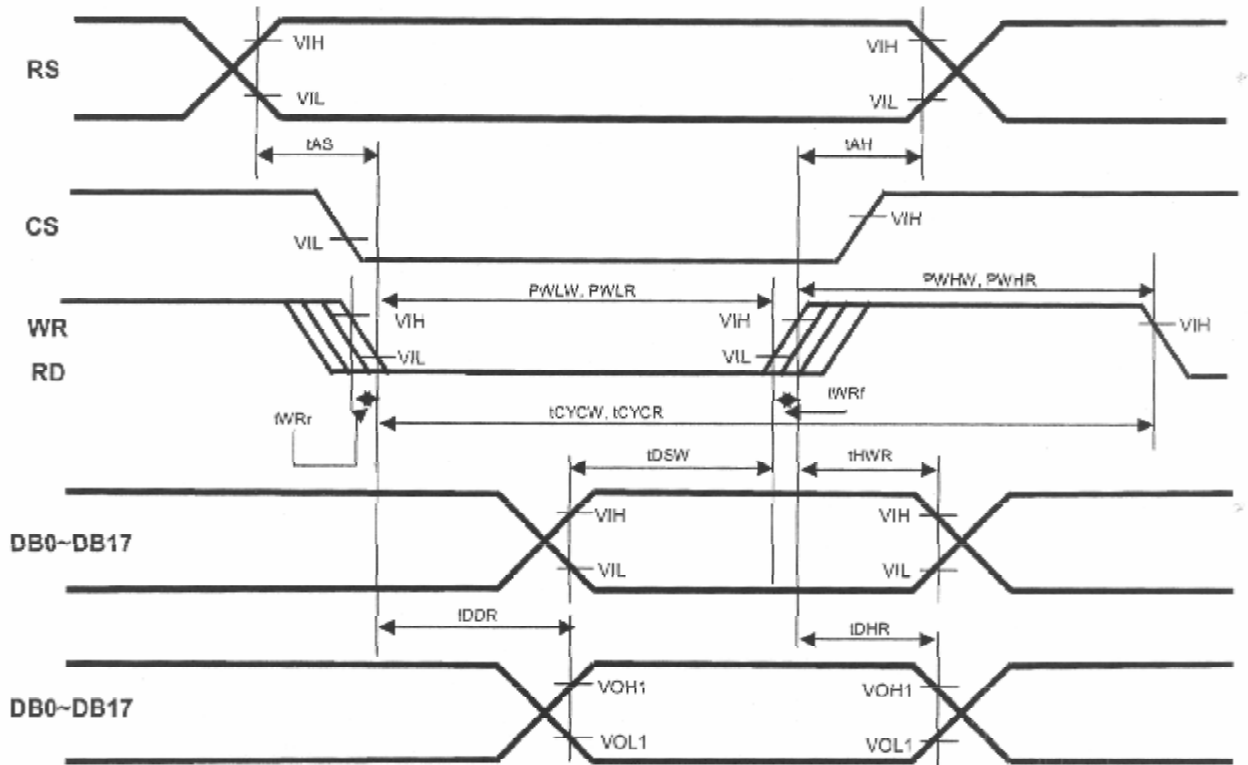 VIH VIH
RS
VIL VIL
tAS tAH
CS VIH
VIL
PWLW, PWLR PWHW, PWHR
WR VIH VIH VIH
VIL VIL
RD
tWRf
tCYCW, tCYCR
tWRr
tDSW tHWR
VIH VIH
DB0~DB17
VIL VIL
tDDR tDHR
VOH1 VOH1
DB0~DB17
VOL1 VOL1